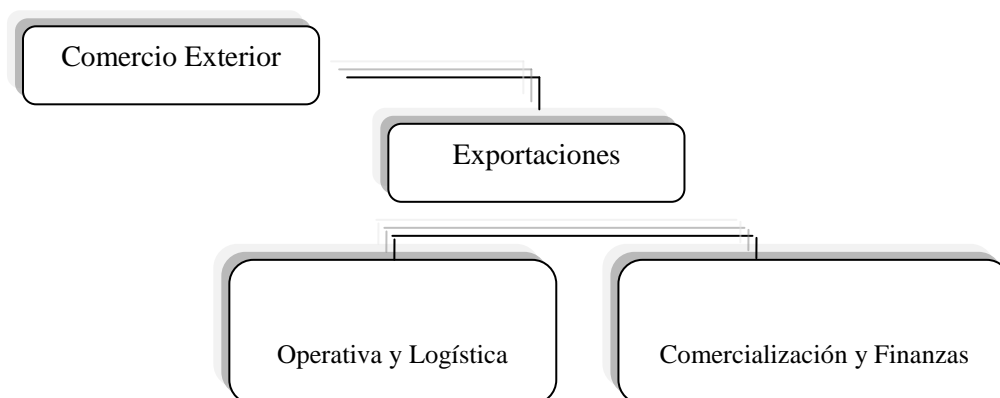 Comercio Exterior
Exportaciones
Operativa y Logística
Comercialización y Finanzas